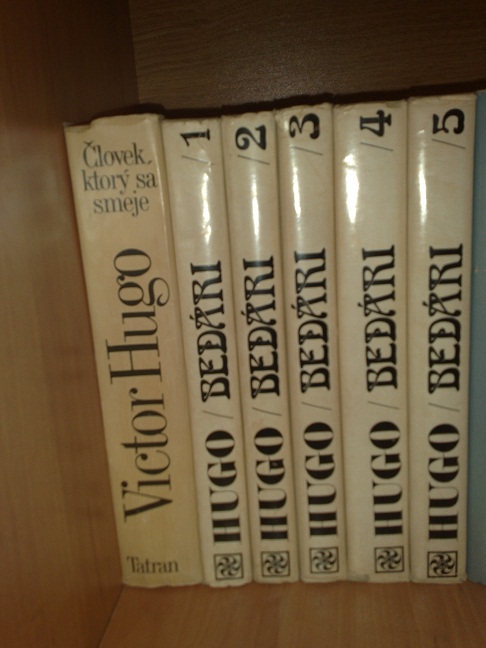 Človek,
ktorý sa
smeje
Victor Hugo
Tatran
HUGO / BEDÁRI / 1
HUGO / BEDÁRI / 2
HUGO / BEDÁRI / 3
HUGO / BEDÁRI / 4
HUGO / BEDÁRI / 5